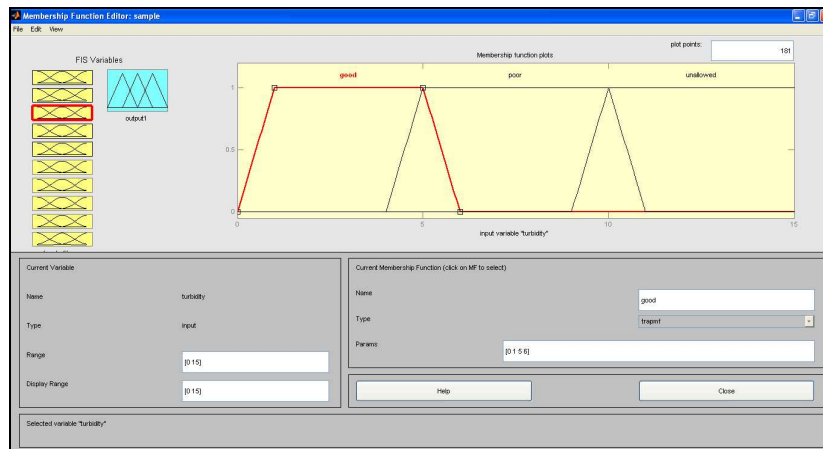 Membership Function Editor: sample
File Edit View
FIS Variables
output1
plot points:
181
Membership function plots
good poor unallowed
1
0.5
0
0 5 10 15
input variable "turbidity"
Current Variable
Name turbidity
Type input
Range [0 15]
Display Range [0 15]
Current Membership Function (click on MF to select)
Name good
Type trapmf
Params [0 1 5 6]
Help Close
Selected variable "turbidity"